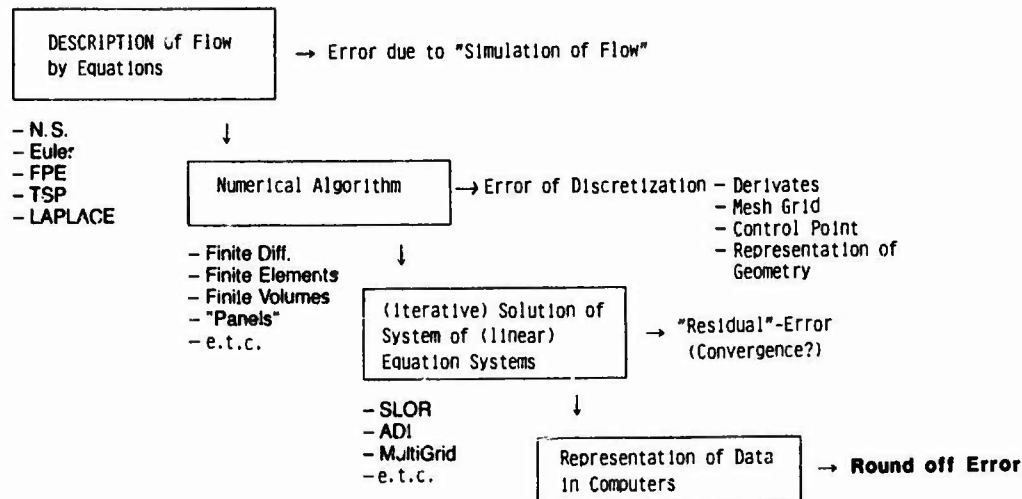 DESCRIPTION of Flow
by Equations
→ Error due to "Simulation of Flow"
↓
- N.S.
- Euler
- FPE
- TSP
- LAPLACE
Numerical Algorithm
→ Error of Discretization
- Derivates
- Mesh Grid
- Control Point
- Representation of
Geometry
↓
- Finite Diff.
- Finite Elements
- Finite Volumes
- "Panels"
- e.t.c.
(Iterative) Solution of
System of (linear)
Equation Systems
→ "Residual"-Error
(Convergence?)
↓
- SLOR
- ADI
- MultiGrid
- e.t.c.
Representation of Data
in Computers
→ Round off Error